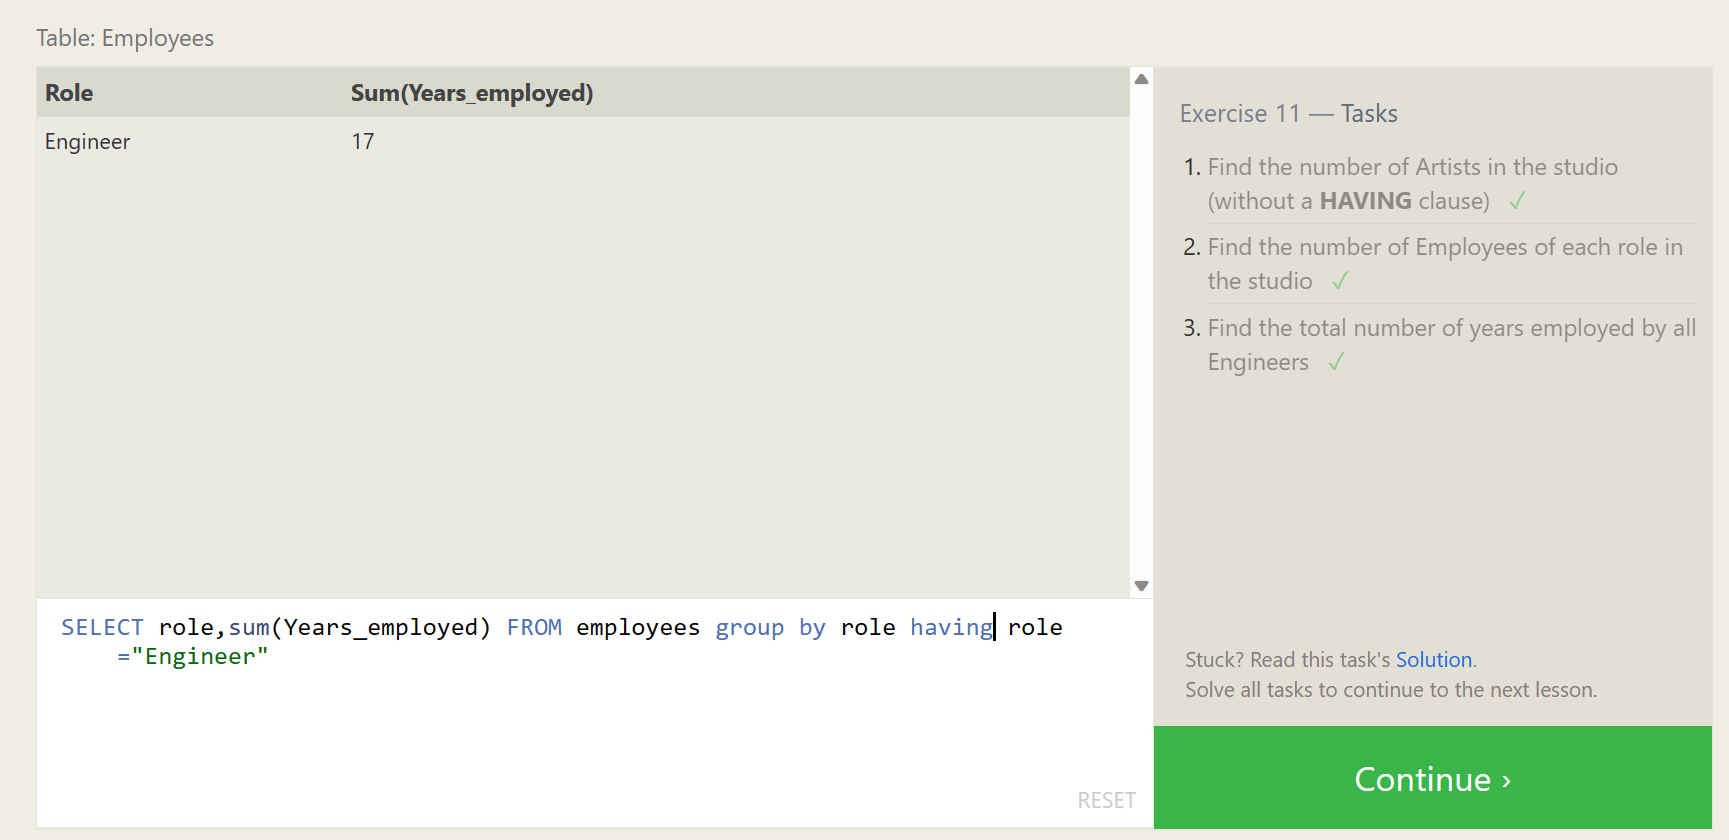 Table: Employees
Role Sum(Years_employed)
Engineer 17
SELECT role,sum(Years_employed) FROM employees group by role having role
="Engineer"
RESET
Exercise 11 — Tasks
1. Find the number of Artists in the studio
(without a HAVING clause) ✓
2. Find the number of Employees of each role in
the studio ✓
3. Find the total number of years employed by all
Engineers ✓
Stuck? Read this task's Solution.
Solve all tasks to continue to the next lesson.
Continue ›